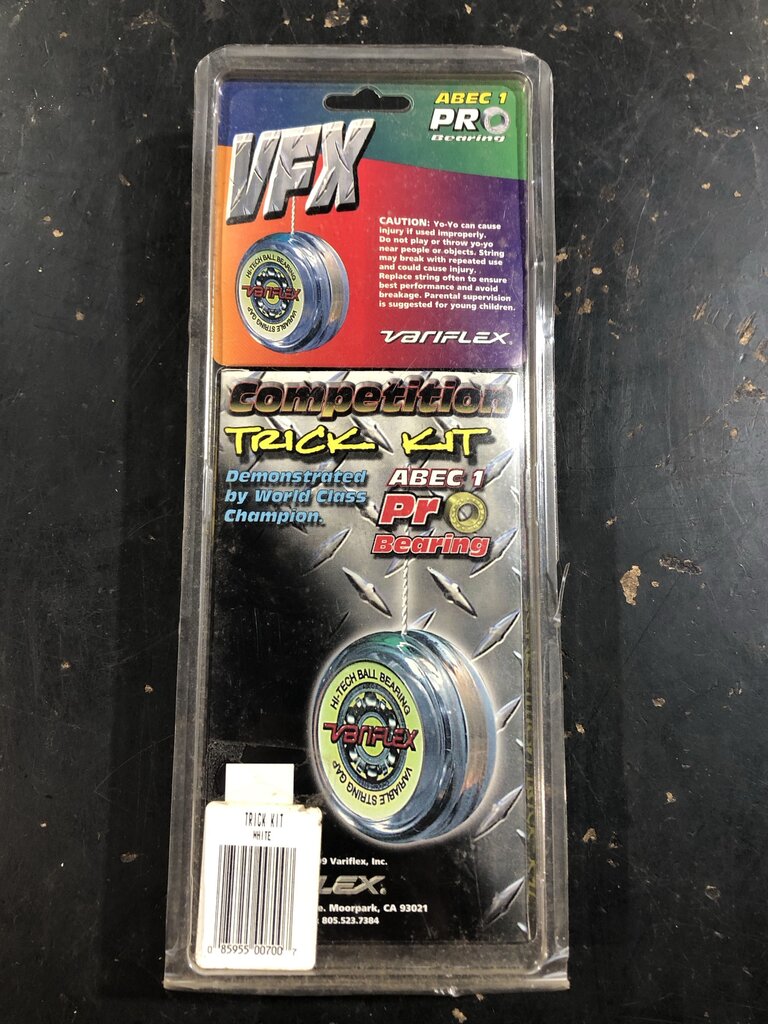 ABEC 1
PRO
Bearing
VFX
CAUTION: Yo-Yo can cause
injury if used improperly.
Do not play or throw yo-yo
near people or objects. String
may break with repeated use
and could cause injury.
Replace string often to ensure
best performance and avoid
breakage. Parental supervision
is suggested for young children.
HI-TECH BALL BEARING
VARIFLEX
VARIABLE STRING GAP
VARIFLEX®
Competition
TRICK KIT
Demonstrated
by World Class
Champion.
ABEC 1
Pro
Bearing
HI-TECH BALL BEARING
VARIFLEX
VARIABLE STRING GAP
TRICK KIT
WHITE
0 85955 00700 7
9 Variflex, Inc.
FLEX®
e. Moorpark, CA 93021
: 805.523.7384